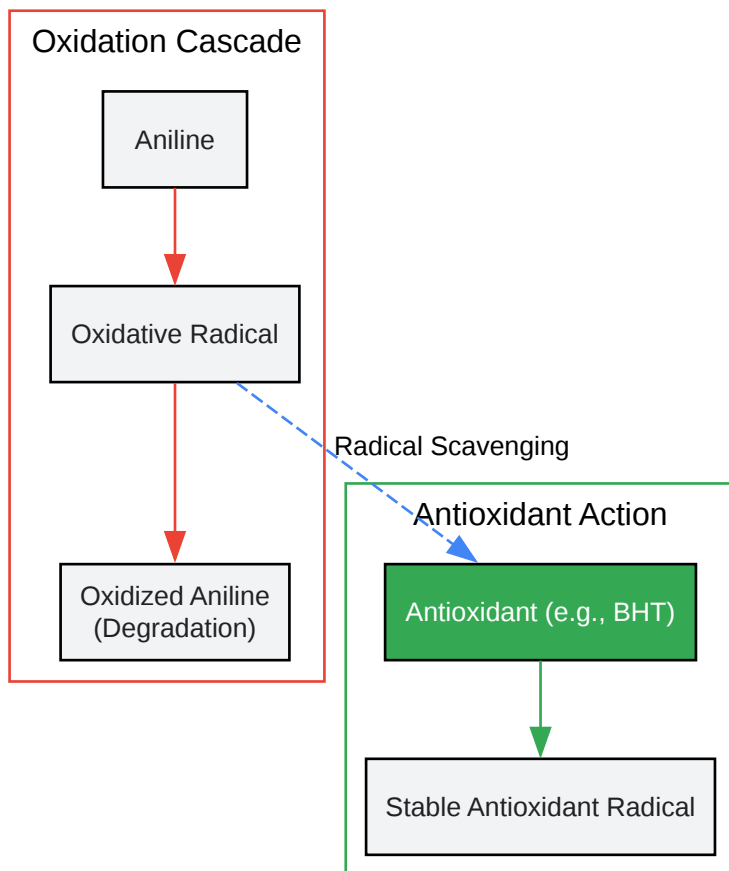 Oxidation Cascade
Aniline
Oxidative Radical
Radical Scavenging
Antioxidant Action
Oxidized Aniline
(Degradation)
Antioxidant (e.g., BHT)
Stable Antioxidant Radical